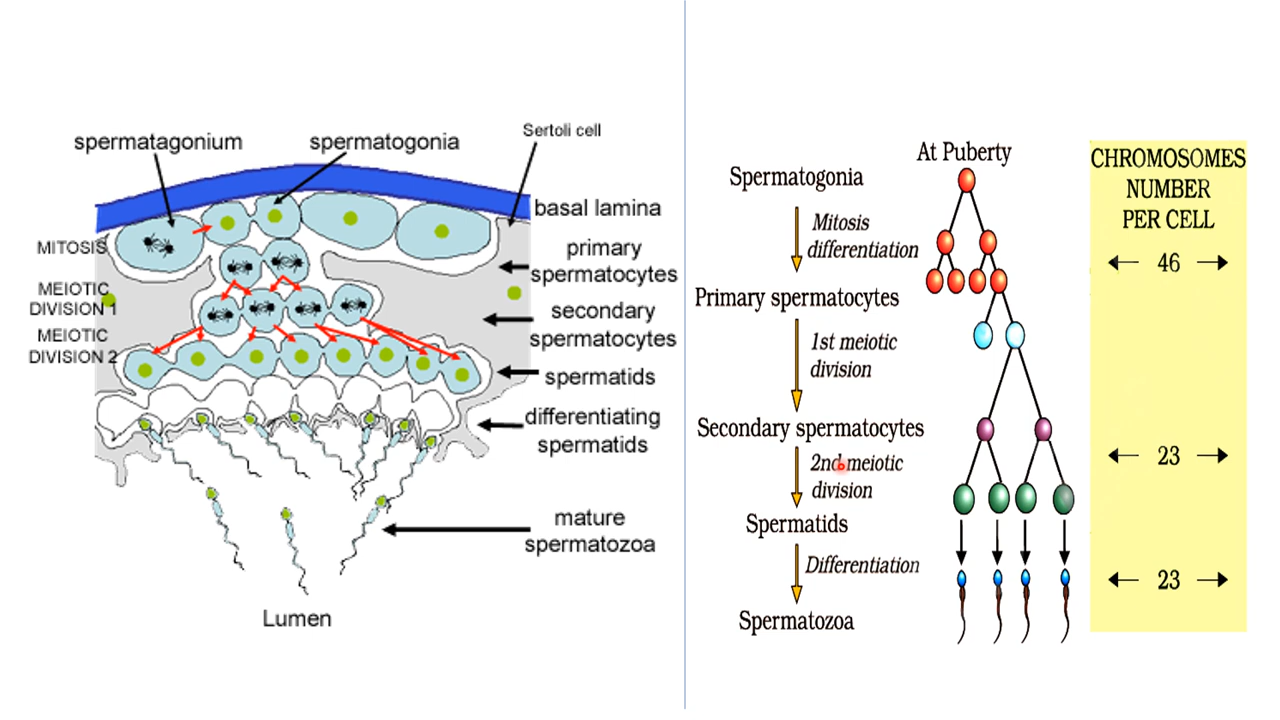 spermatagonium
spermatogonia
Sertoli cell
basal lamina
MITOSIS
primary
spermatocytes
MEIOTIC
DIVISION 1
secondary
spermatocytes
MEIOTIC
DIVISION 2
spermatids
differentiating
spermatids
mature
spermatozoa
Lumen
At Puberty
Spermatogonia
Mitosis
differentiation
Primary spermatocytes
1st meiotic
division
Secondary spermatocytes
2nd meiotic
division
Spermatids
Differentiation
Spermatozoa
CHROMOSOMES
NUMBER
PER CELL
46
23
23